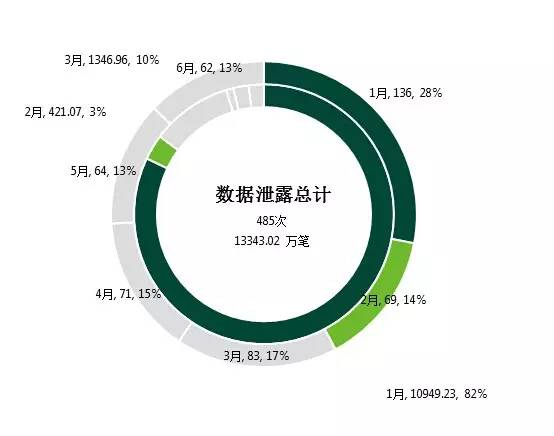 3月, 1346.96, 10%
6月, 62, 13%
1月, 136, 28%
2月, 421.07, 3%
5月, 64, 13%
数据泄露总计
485次
13343.02 万笔
4月, 71, 15%
2月, 69, 14%
3月, 83, 17%
1月, 10949.23, 82%